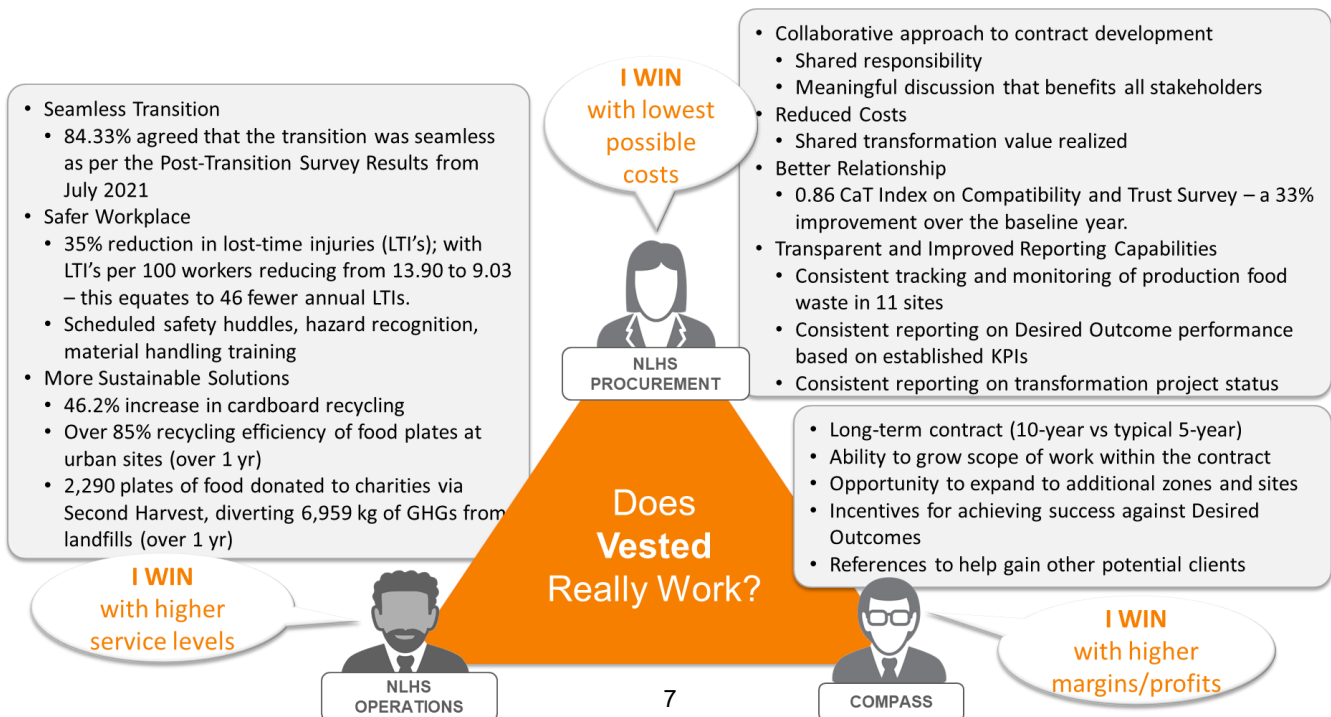 • Seamless Transition
• 84.33% agreed that the transition was seamless
as per the Post-Transition Survey Results from
July 2021
• Safer Workplace
• 35% reduction in lost-time injuries (LTI’s); with
LTI’s per 100 workers reducing from 13.90 to 9.03
– this equates to 46 fewer annual LTIs.
• Scheduled safety huddles, hazard recognition,
material handling training
• More Sustainable Solutions
• 46.2% increase in cardboard recycling
• Over 85% recycling efficiency of food plates at
urban sites (over 1 yr)
• 2,290 plates of food donated to charities via
Second Harvest, diverting 6,959 kg of GHGs from
landfills (over 1 yr)
I WIN
with higher
service levels
NLHS
OPERATIONS
I WIN
with lowest
possible
costs
NLHS
PROCUREMENT
• Collaborative approach to contract development
• Shared responsibility
• Meaningful discussion that benefits all stakeholders
• Reduced Costs
• Shared transformation value realized
• Better Relationship
• 0.86 CaT Index on Compatibility and Trust Survey – a 33%
improvement over the baseline year.
• Transparent and Improved Reporting Capabilities
• Consistent tracking and monitoring of production food
waste in 11 sites
• Consistent reporting on Desired Outcome performance
based on established KPIs
• Consistent reporting on transformation project status
Does
Vested
Really Work?
• Long-term contract (10-year vs typical 5-year)
• Ability to grow scope of work within the contract
• Opportunity to expand to additional zones and sites
• Incentives for achieving success against Desired
Outcomes
• References to help gain other potential clients
I WIN
with higher
margins/profits
COMPASS
7